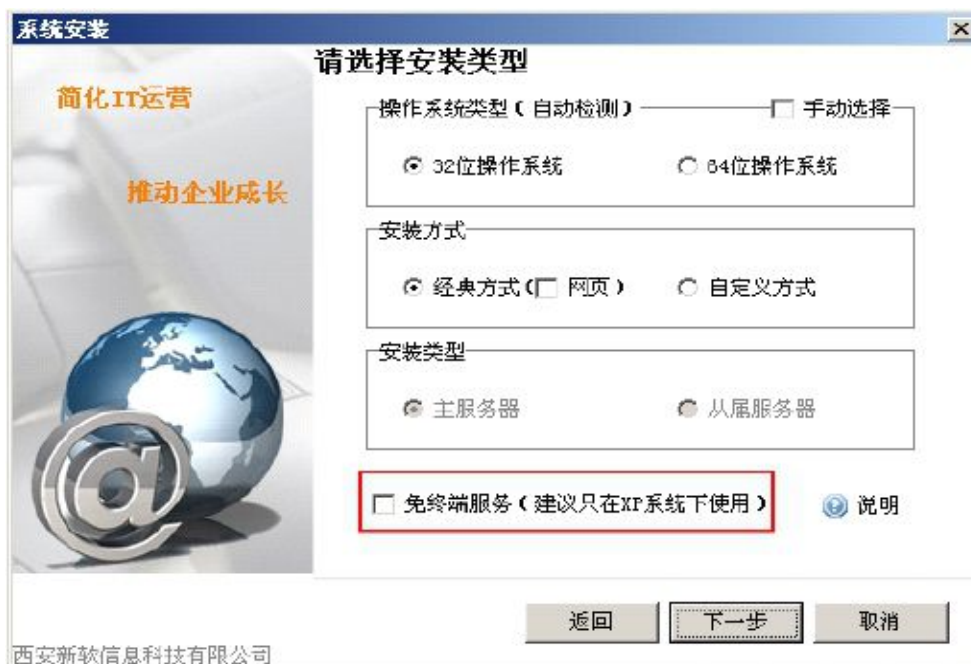 系统安装
请选择安装类型
简化IT运营
推动企业成长
操作系统类型（自动检测） 手动选择
32位操作系统 64位操作系统
安装方式
经典方式（ 网页 ） 自定义方式
安装类型
主服务器 从属服务器
免终端服务（建议只在XP系统下使用） 说明
返回 下一步 取消
西安新软信息科技有限公司